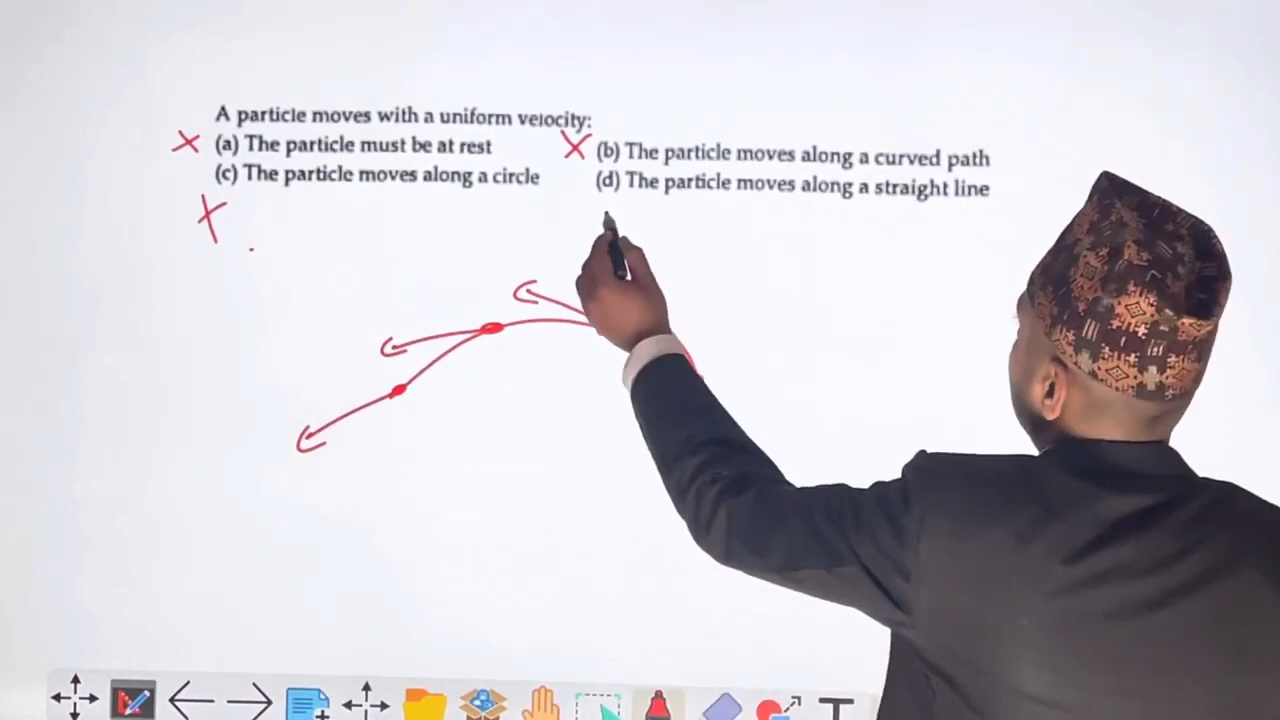 A particle moves with a uniform velocity:
(a) The particle must be at rest
(b) The particle moves along a curved path
(c) The particle moves along a circle
(d) The particle moves along a straight line
T